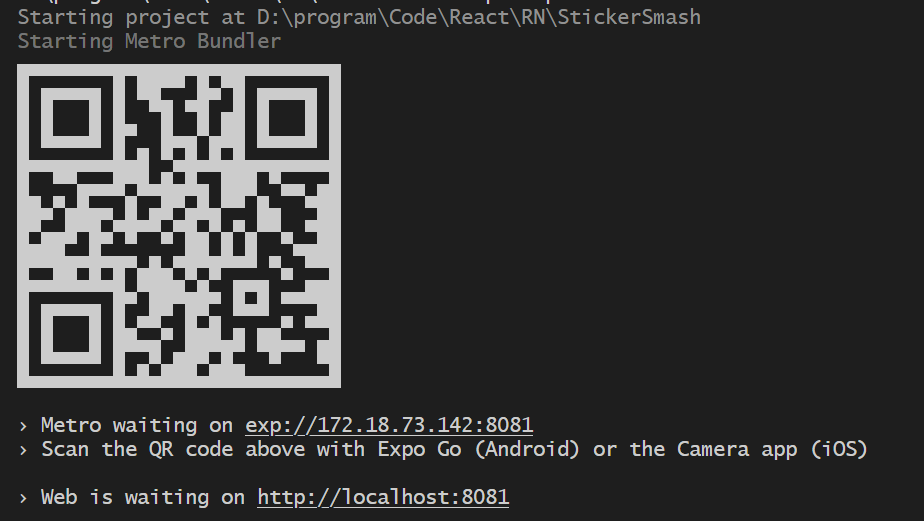 Starting project at D:\program\Code\React\RN\StickerSmash
Starting Metro Bundler
› Metro waiting on exp://172.18.73.142:8081
› Scan the QR code above with Expo Go (Android) or the Camera app (iOS)
› Web is waiting on http://localhost:8081